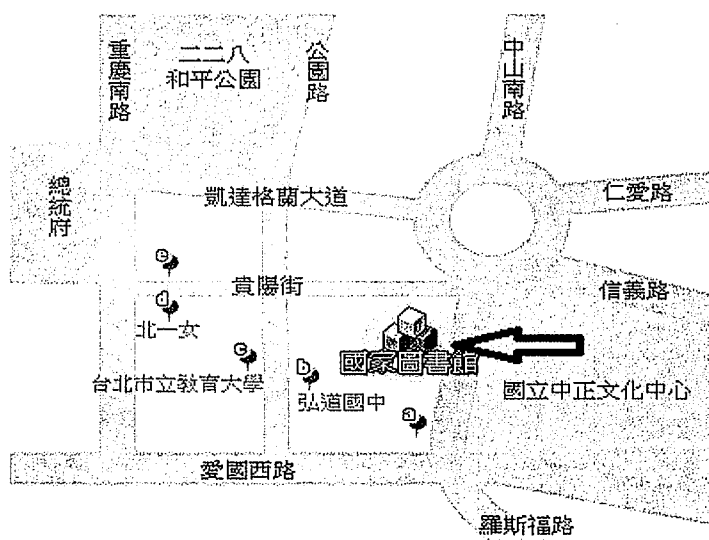 重慶南路
二二八
和平公園
公園路
中山南路
總統府
凱達格蘭大道
仁愛路
貴陽街
信義路
北一女
國家圖書館
台北市立教育大學
弘道國中
國立中正文化中心
愛國西路
羅斯福路